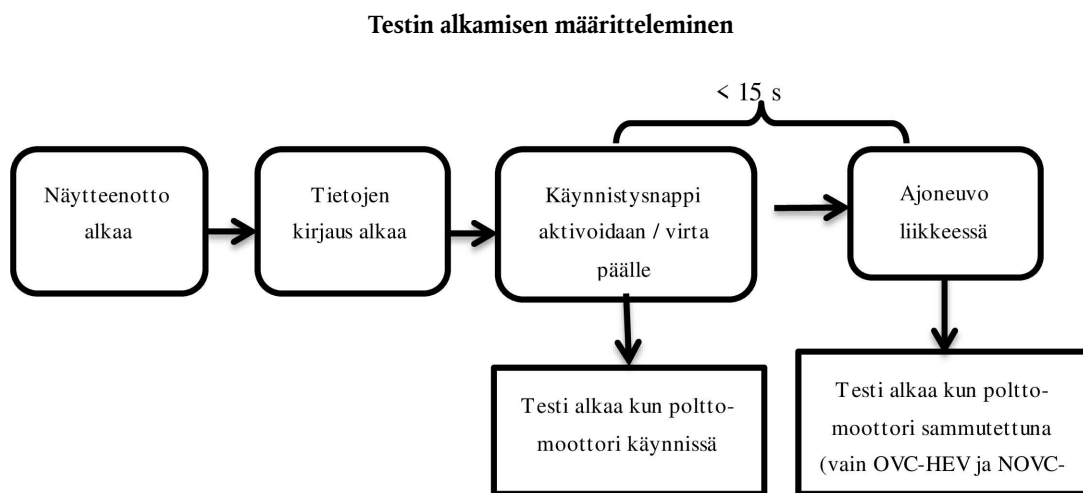 Testin alkamisen määritteleminen
< 15 s
Näytteenotto
alkaa
Tietojen
kirjaus alkaa
Käynnistysnappi
aktivoidaan / virta
päälle
Ajoneuvo
liikkeessä
Testi alkaa kun poltto-
moottori käynnissä
Testi alkaa kun poltto-
moottori sammutettuna
(vain OVC-HEV ja NOVC-